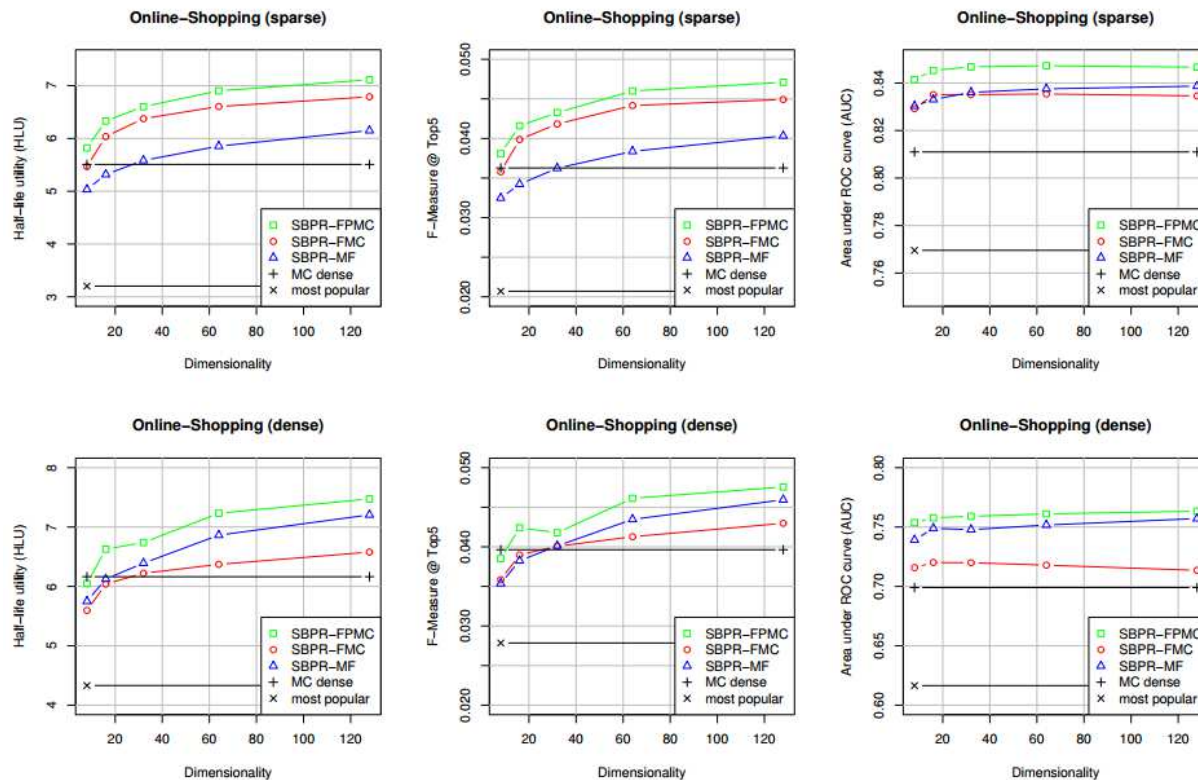 Online−Shopping (sparse)
Half−life utility (HLU)
7
6
5
4
3
SBPR−FPMC
SBPR−FMC
SBPR−MF
MC dense
most popular
20 40 60 80 100 120
Dimensionality
Online−Shopping (sparse)
F−Measure @ Top5
0.050
0.040
0.030
0.020
SBPR−FPMC
SBPR−FMC
SBPR−MF
MC dense
most popular
20 40 60 80 100 120
Dimensionality
Online−Shopping (sparse)
Area under ROC curve (AUC)
0.84
0.82
0.80
0.78
0.76
SBPR−FPMC
SBPR−FMC
SBPR−MF
MC dense
most popular
20 40 60 80 100 120
Dimensionality
Online−Shopping (dense)
Half−life utility (HLU)
8
7
6
5
4
SBPR−FPMC
SBPR−FMC
SBPR−MF
MC dense
most popular
20 40 60 80 100 120
Dimensionality
Online−Shopping (dense)
F−Measure @ Top5
0.050
0.040
0.030
0.020
SBPR−FPMC
SBPR−FMC
SBPR−MF
MC dense
most popular
20 40 60 80 100 120
Dimensionality
Online−Shopping (dense)
Area under ROC curve (AUC)
0.80
0.75
0.70
0.65
0.60
SBPR−FPMC
SBPR−FMC
SBPR−MF
MC dense
most popular
20 40 60 80 100 120
Dimensionality